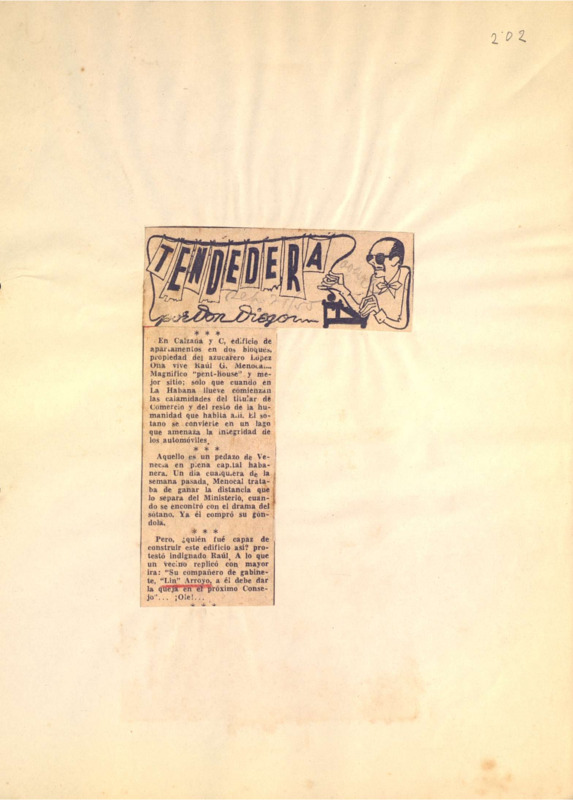 202
TENDEDERA
por Don Diego
* * *
En Calzada y C, edificio de
apartamentos en dos bloques,
propiedad del azucarero López
Oña vive Raúl G. Menocal...
Magnífico "pent-house" y me-
jor sitio; solo que cuando en
La Habana llueve comienzan
las calamidades del titular de
Comercio y del resto de la hu-
manidad que habita allí. El só-
tano se convierte en un lago
que amenaza la integridad de
los automóviles.
* * *
Aquello es un pedazo de Ve-
necia en plena capital haba-
nera. Un día cualquiera de la
semana pasada, Menocal trata-
ba de ganar la distancia que
lo separa del Ministerio, cuan-
do se encontró con el drama del
sótano. Ya él compró su gón-
dola.
* * *
Pero, ¿quién fué capaz de
construir este edificio así? pro-
testó indignado Raúl. A lo que
un vecino replicó con mayor
ira: "Su compañero de gabine-
te, "Lin" Arroyo, a él debe dar
la queja en el próximo Conse-
jo"... ¡Ole!...
* * *